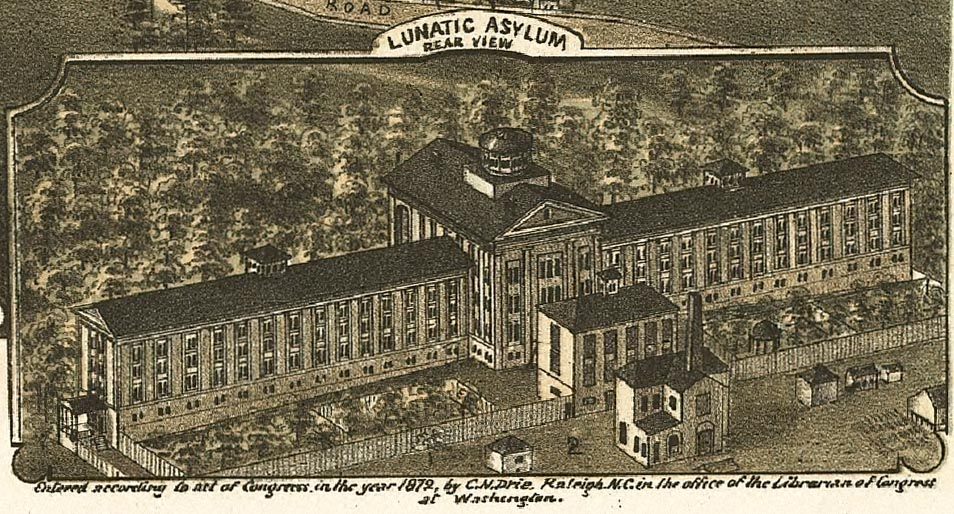 ROAD
LUNATIC ASYLUM
REAR VIEW
2
Entered according to act of Congress, in the year 1872, by C.N. Drie. Raleigh. N.C. in the office of the Librarian of Congress
at Washington.